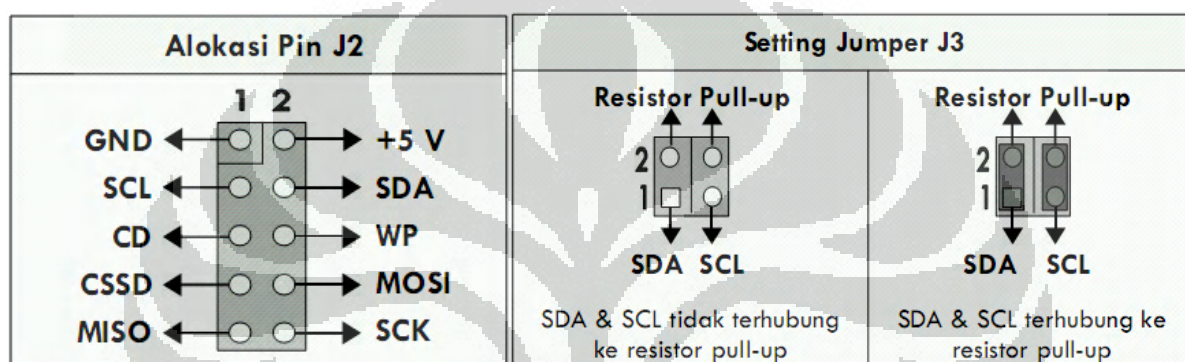 Alokasi Pin J2
1 2
GND +5 V
SCL SDA
CD WP
CSSD MOSI
MISO SCK
Setting Jumper J3
Resistor Pull-up
2
1
SDA SCL
SDA & SCL tidak terhubung
ke resistor pull-up
Resistor Pull-up
2
1
SDA SCL
SDA & SCL terhubung ke
resistor pull-up